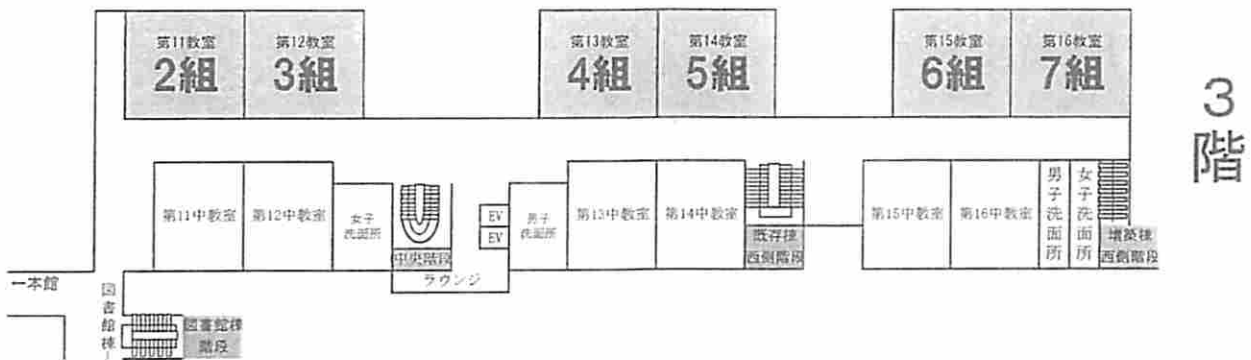 第11教室
2組
第12教室
3組
第13教室
4組
第14教室
5組
第15教室
6組
第16教室
7組
3階
第11中教室
第12中教室
女子
洗面所
中央階段
ラウンジ
EV
EV
男子
洗面所
第13中教室
第14中教室
既存棟
西側階段
第15中教室
第16中教室
男子洗面所
女子洗面所
増築棟
西側階段
←本館
図書館棟
図書館棟
階段